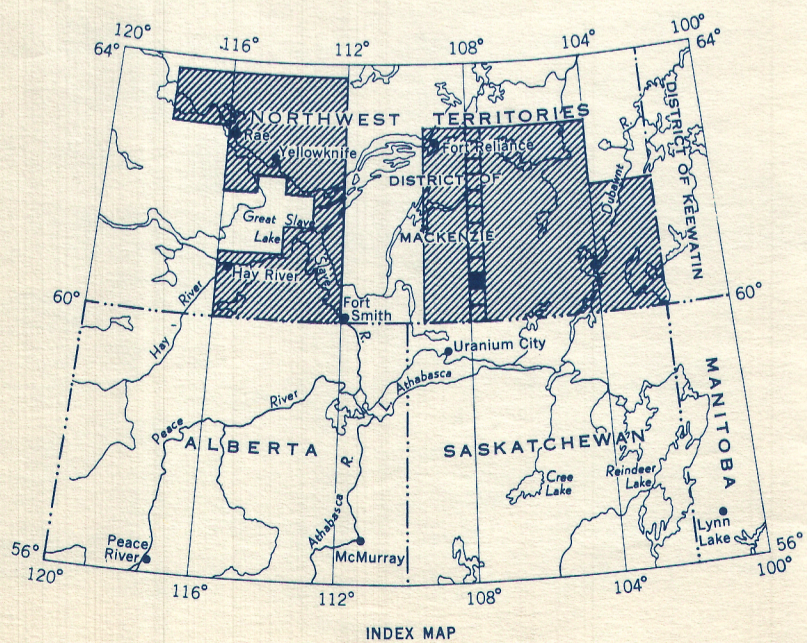 120°
116°
112°
108°
104°
100°
64°
64°
NORTHWEST TERRITORIES
DISTRICT OF KEEWATIN
Rae
Yellowknife
Fort Reliance
DISTRICT OF
MACKENZIE
Dubawnt R.
Great Slave
Lake
Slave
Hay River
60°
60°
Fort
Smith
R.
Hay River
Uranium City
Athabasca
Peace River
ALBERTA
SASKATCHEWAN
MANITOBA
Cree
Lake
Reindeer
Lake
Athabasca R.
Peace
River
McMurray
Lynn
Lake
56°
56°
120°
116°
112°
108°
104°
100°
INDEX MAP